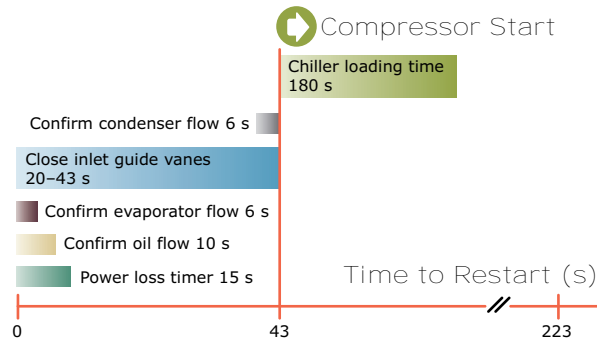 Compressor Start
Chiller loading time
180 s
Confirm condenser flow 6 s
Close inlet guide vanes
20–43 s
Confirm evaporator flow 6 s
Confirm oil flow 10 s
Power loss timer 15 s
Time to Restart (s)
0
43
223